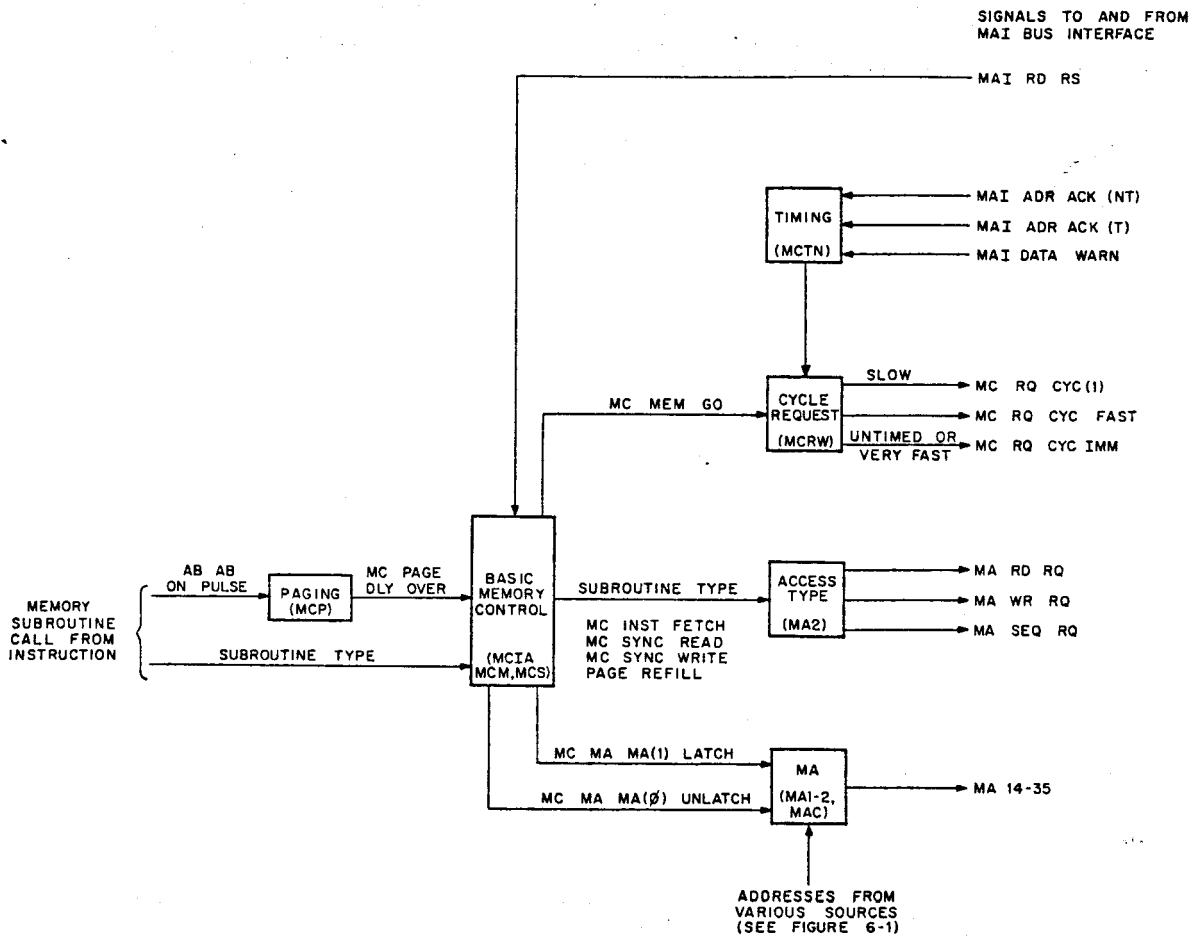 SIGNALS TO AND FROM
MAI BUS INTERFACE
MAI RD RS
MAI ADR ACK (NT)
TIMING
MAI ADR ACK (T)
(MCTN)
MAI DATA WARN
SLOW
MC RQ CYC(1)
MC MEM GO
CYCLE
REQUEST
MC RQ CYC FAST
(MCRW)
UNTIMED OR
VERY FAST
MC RQ CYC IMM
MEMORY
SUBROUTINE
CALL FROM
INSTRUCTION
AB AB
ON PULSE
PAGING
(MCP)
MC PAGE
DLY OVER
SUBROUTINE TYPE
BASIC
MEMORY
CONTROL
(MCIA
MCM,MCS)
SUBROUTINE TYPE
MC INST FETCH
MC SYNC READ
MC SYNC WRITE
PAGE REFILL
ACCESS
TYPE
(MA2)
MA RD RQ
MA WR RQ
MA SEQ RQ
MC MA MA(1) LATCH
MC MA MA(Ø) UNLATCH
MA
(MA1-2,
MAC)
MA 14-35
ADDRESSES FROM
VARIOUS SOURCES
(SEE FIGURE 6-1)